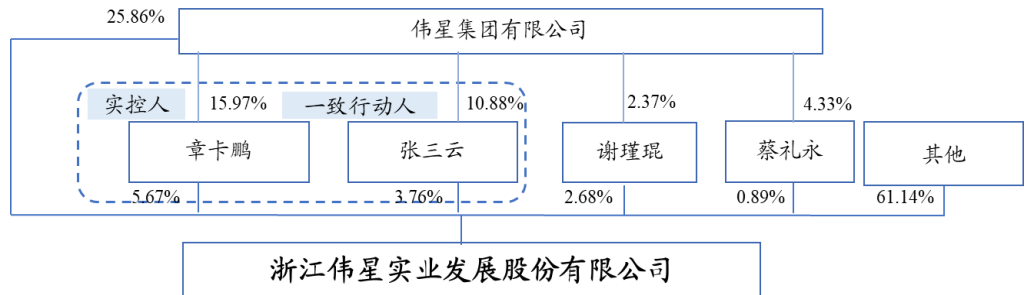 25.86%
伟星集团有限公司
实控人
15.97%
一致行动人
10.88%
2.37%
4.33%
章卡鹏
张三云
谢瑾琨
蔡礼永
其他
5.67%
3.76%
2.68%
0.89%
61.14%
浙江伟星实业发展股份有限公司